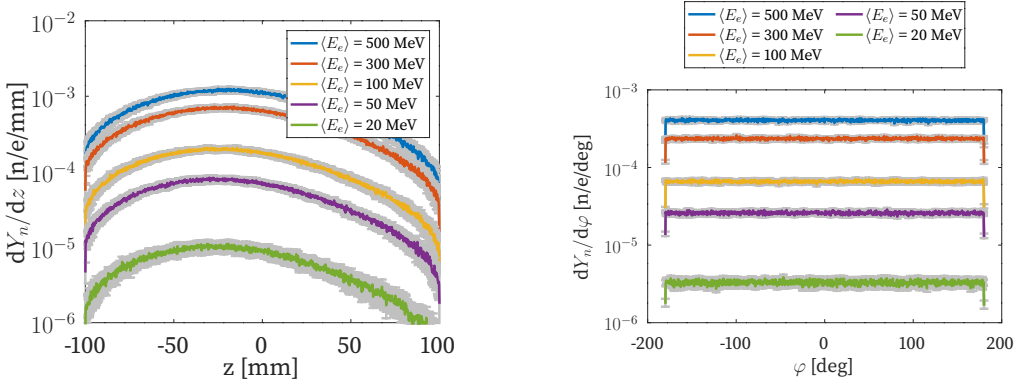 10^{-2}
10^{-3}
10^{-4}
10^{-5}
10^{-6}
dY_n/dz [n/e/mm]
⟨E_e⟩ = 500 MeV
⟨E_e⟩ = 300 MeV
⟨E_e⟩ = 100 MeV
⟨E_e⟩ = 50 MeV
⟨E_e⟩ = 20 MeV
-100 -50 0 50 100
z [mm]
⟨E_e⟩ = 500 MeV ⟨E_e⟩ = 50 MeV
⟨E_e⟩ = 300 MeV ⟨E_e⟩ = 20 MeV
⟨E_e⟩ = 100 MeV
10^{-3}
10^{-4}
10^{-5}
10^{-6}
dY_n/dφ [n/e/deg]
-200 -100 0 100 200
φ [deg]